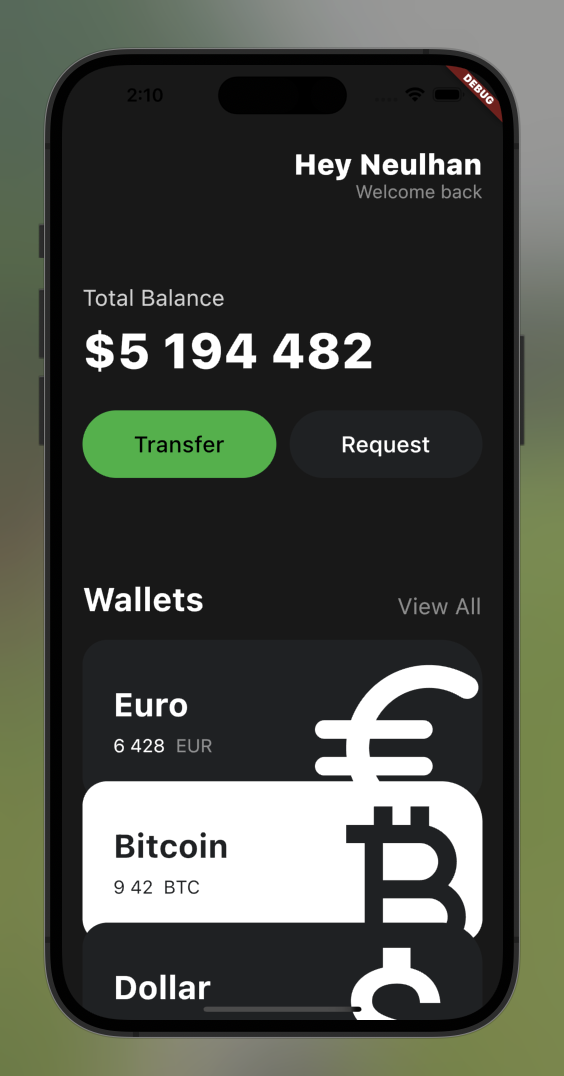 2:10
DEBUG
Hey Neulhan
Welcome back
Total Balance
$5 194 482
Transfer
Request
Wallets
View All
Euro
6 428 EUR
Bitcoin
9 42 BTC
Dollar